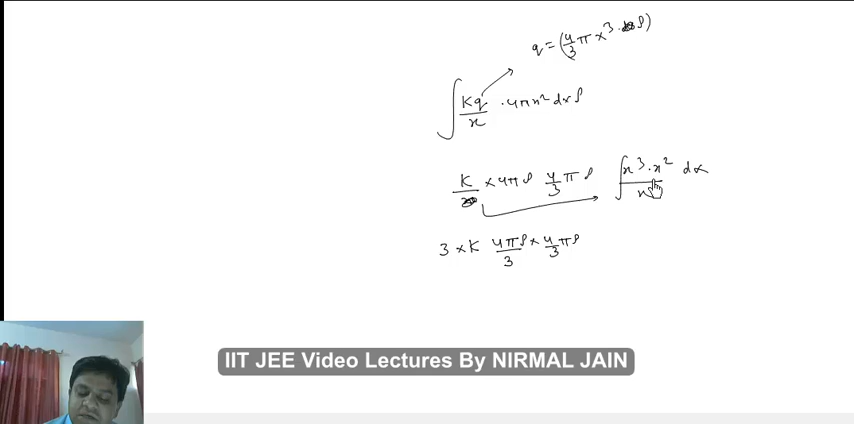 q = (4/3 π x³ · ρ)
∫ Kq/x · 4πx² dx ρ
K/x × 4πρ 4/3 π ρ ∫ x³·x²/x dx
3 × K 4πρ/3 × 4/3 πρ
IIT JEE Video Lectures By NIRMAL JAIN